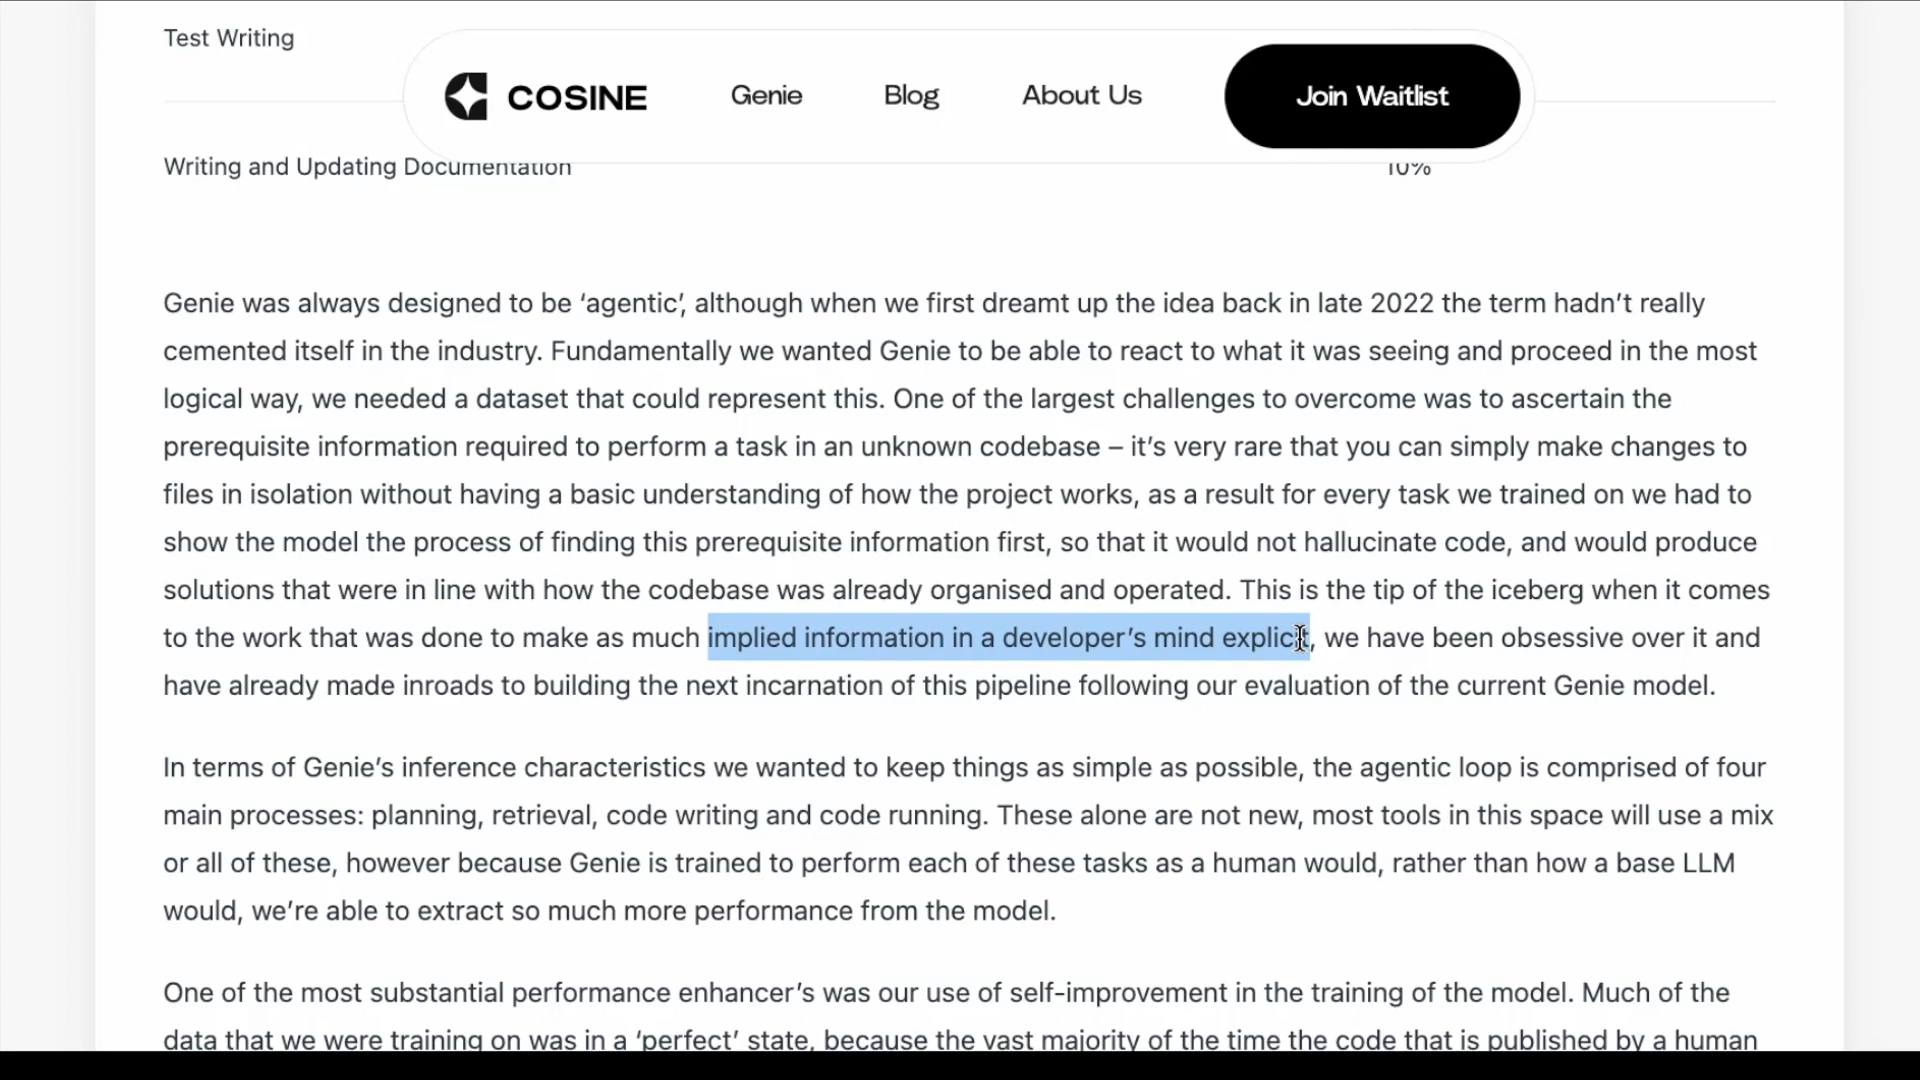 Test Writing
COSINE
Genie
Blog
About Us
Join Waitlist
Writing and Updating Documentation
10%
Genie was always designed to be ‘agentic’, although when we first dreamt up the idea back in late 2022 the term hadn’t really
cemented itself in the industry. Fundamentally we wanted Genie to be able to react to what it was seeing and proceed in the most
logical way, we needed a dataset that could represent this. One of the largest challenges to overcome was to ascertain the
prerequisite information required to perform a task in an unknown codebase – it’s very rare that you can simply make changes to
files in isolation without having a basic understanding of how the project works, as a result for every task we trained on we had to
show the model the process of finding this prerequisite information first, so that it would not hallucinate code, and would produce
solutions that were in line with how the codebase was already organised and operated. This is the tip of the iceberg when it comes
to the work that was done to make as much implied information in a developer’s mind explicit, we have been obsessive over it and
have already made inroads to building the next incarnation of this pipeline following our evaluation of the current Genie model.
In terms of Genie’s inference characteristics we wanted to keep things as simple as possible, the agentic loop is comprised of four
main processes: planning, retrieval, code writing and code running. These alone are not new, most tools in this space will use a mix
or all of these, however because Genie is trained to perform each of these tasks as a human would, rather than how a base LLM
would, we’re able to extract so much more performance from the model.
One of the most substantial performance enhancer’s was our use of self-improvement in the training of the model. Much of the
data that we were training on was in a ‘perfect’ state, because the vast majority of the time the code that is published by a human